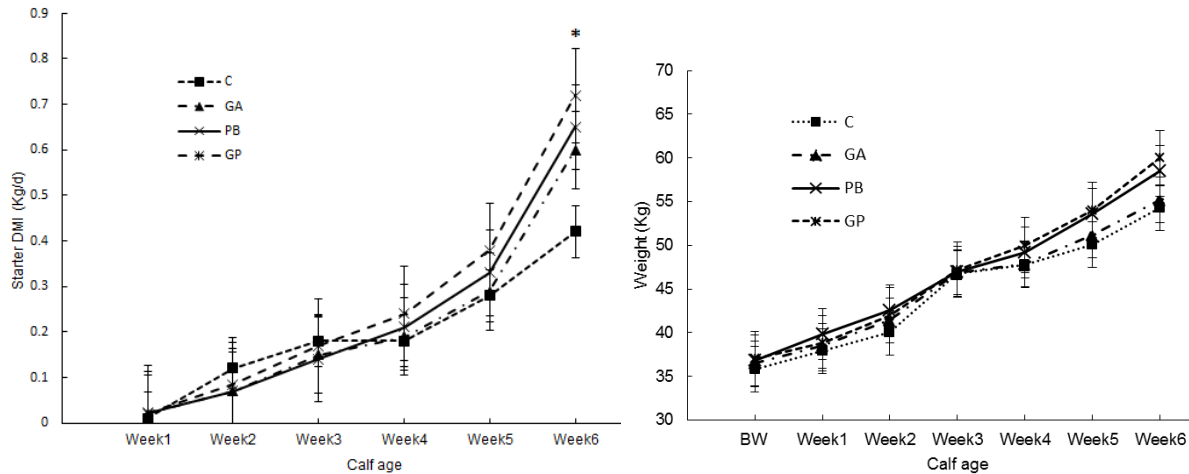 0.9
*
0.8
0.7
0.6
0.5
0.4
0.3
0.2
0.1
0
Starter DMI (Kg/d)
C
GA
PB
GP
Week1 Week2 Week3 Week4 Week5 Week6
Calf age
70
65
60
55
50
45
40
35
30
Weight (Kg)
C
GA
PB
GP
BW Week1 Week2 Week3 Week4 Week5 Week6
Calf age